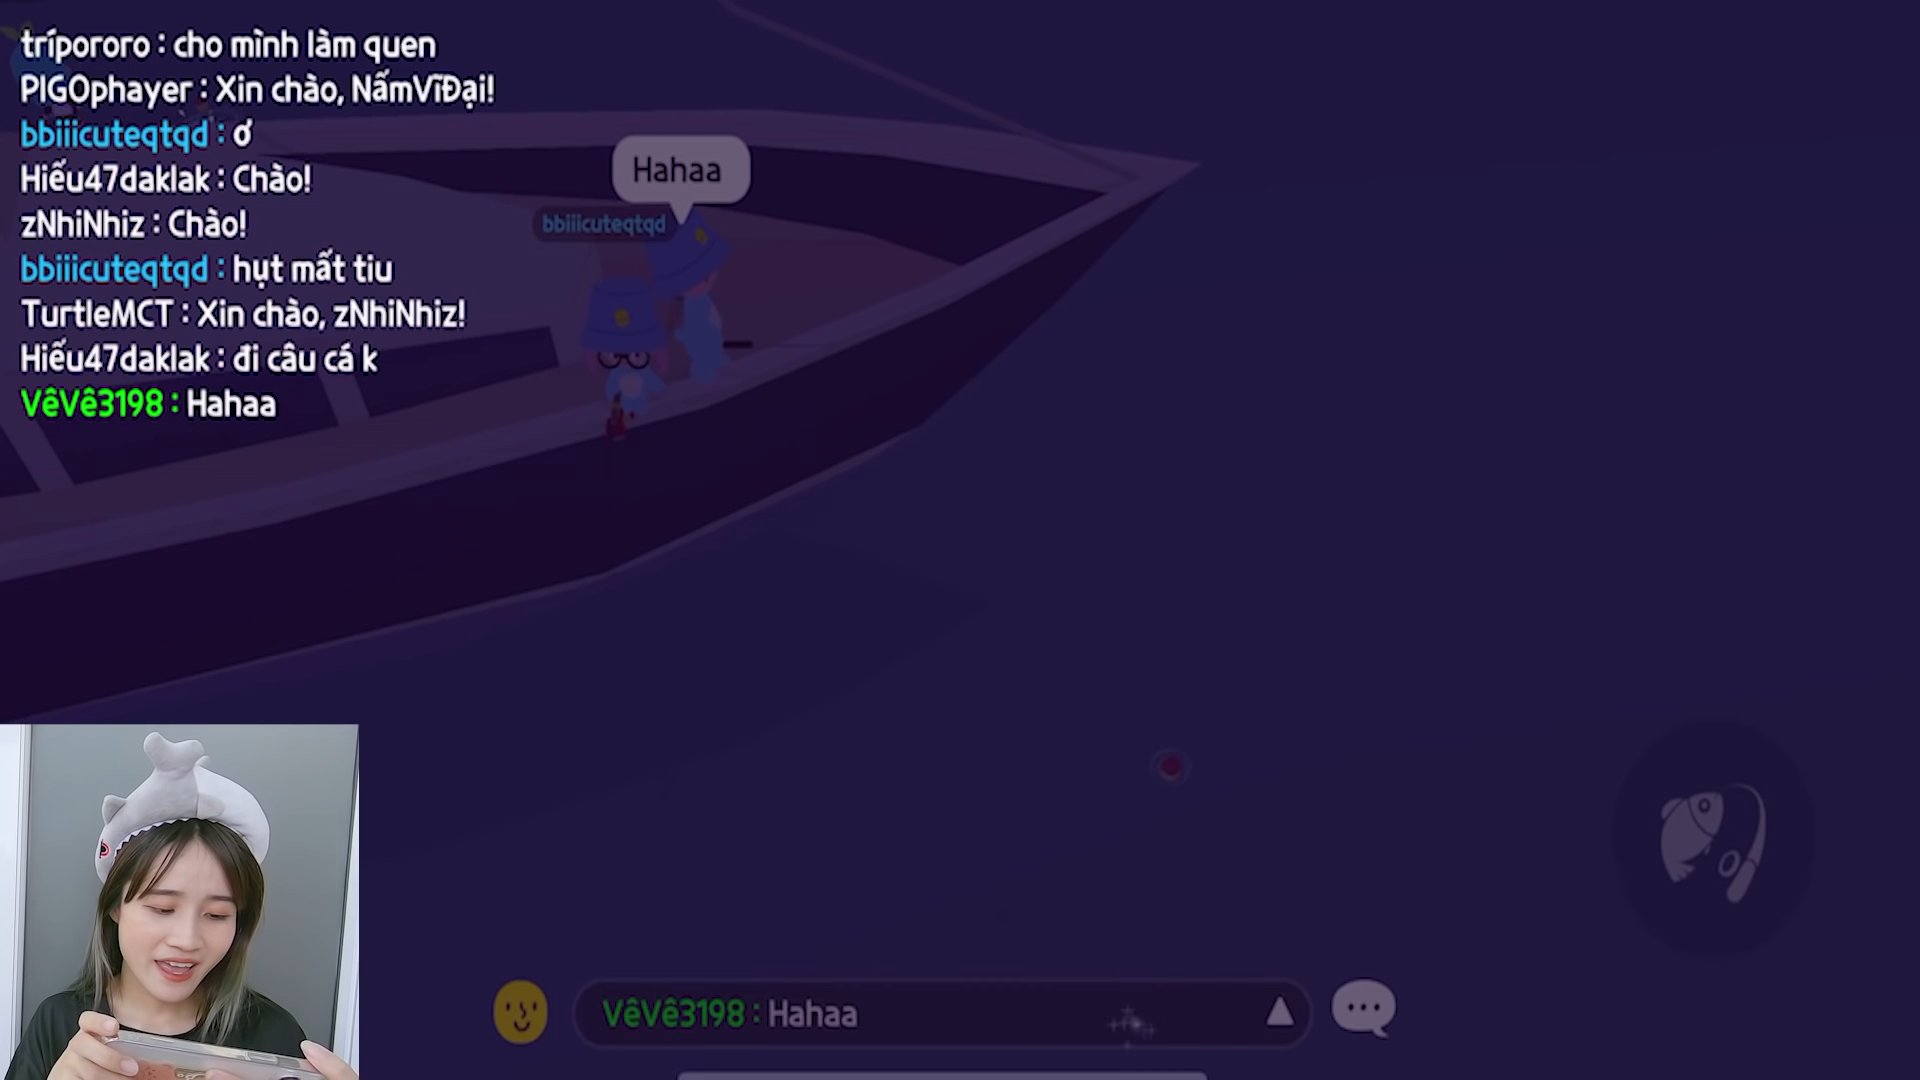 trípororo : cho mình làm quen
PIGOphayer : Xin chào, NấmVĩĐại!
bbiiicuteqtqd : ơ
Hiếu47daklak : Chào!
zNhiNhiz : Chào!
bbiiicuteqtqd : hụt mất tiu
TurtleMCT : Xin chào, zNhiNhiz!
Hiếu47daklak : đi câu cá k
VêVê3198 : Hahaa
Hahaa
bbiiicuteqtqd
VêVê3198 : Hahaa